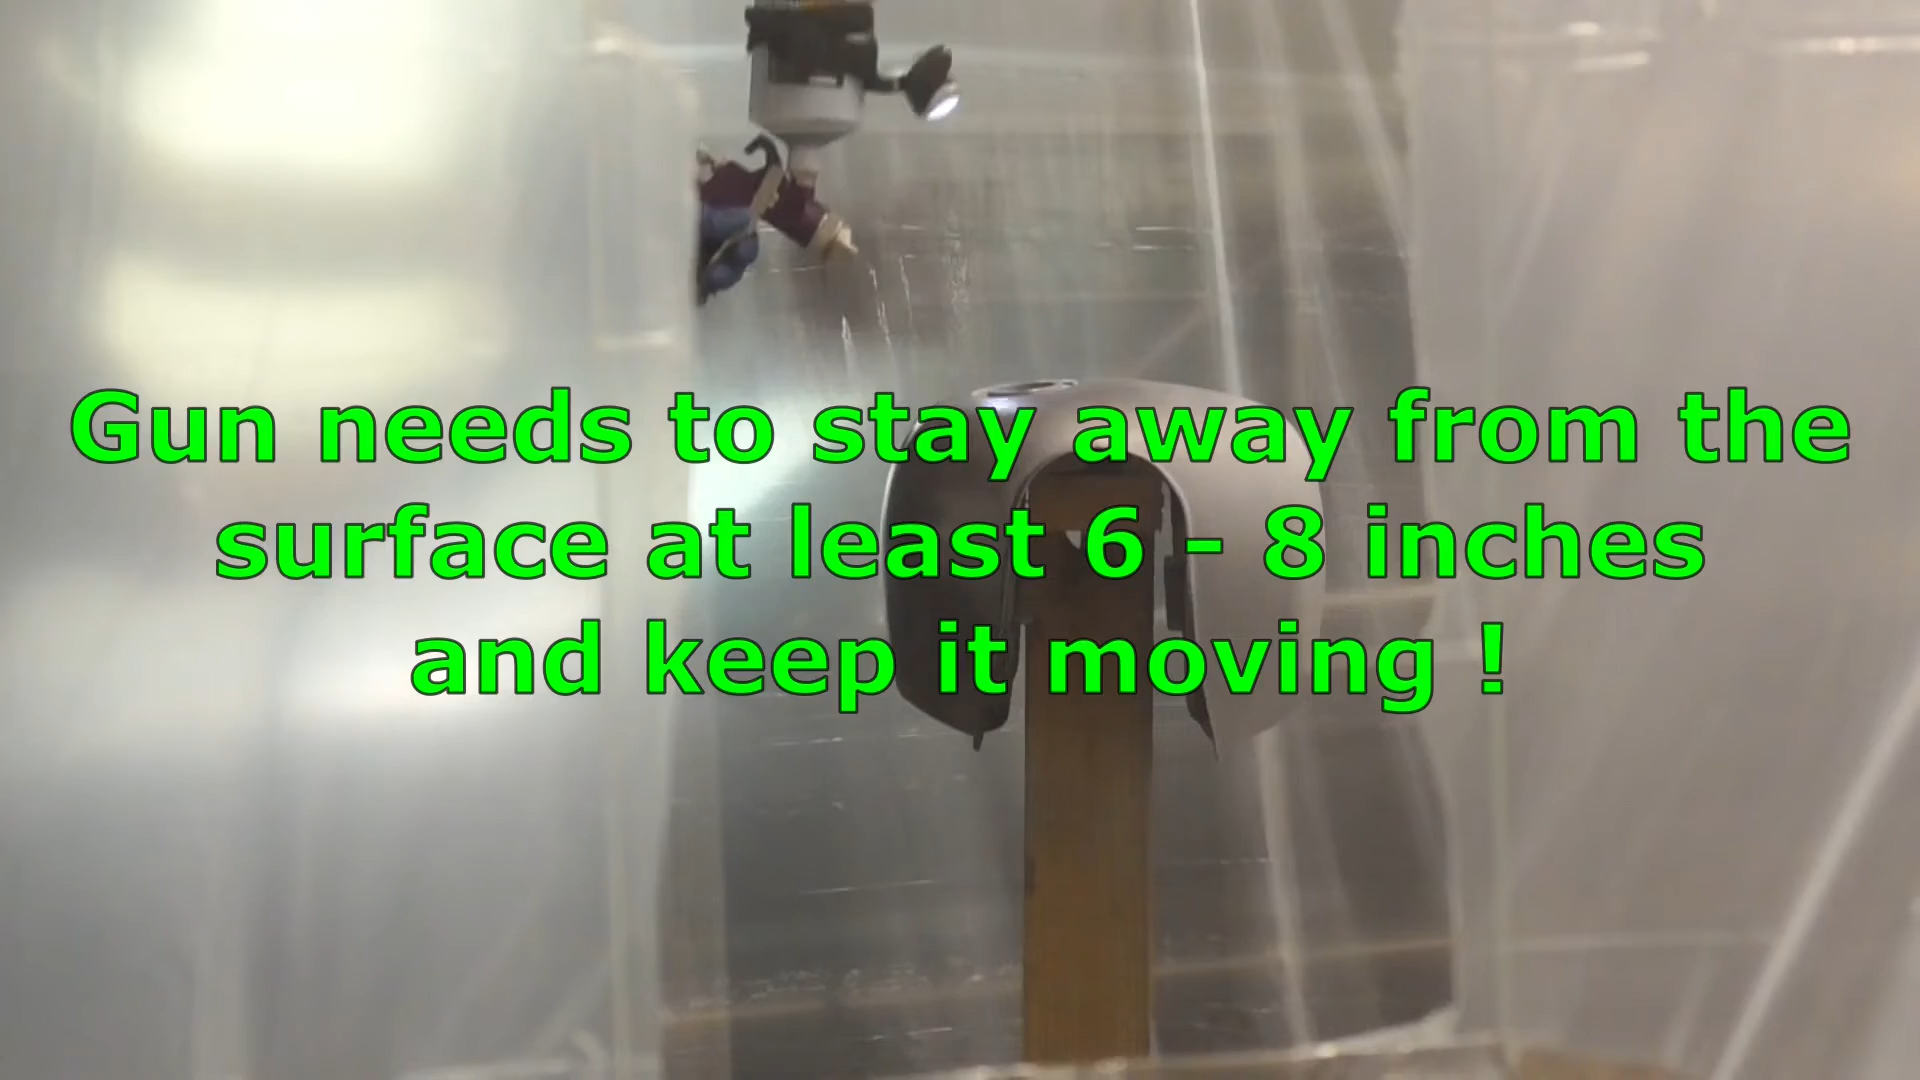 Gun needs to stay away from the
surface at least 6 - 8 inches
and keep it moving !